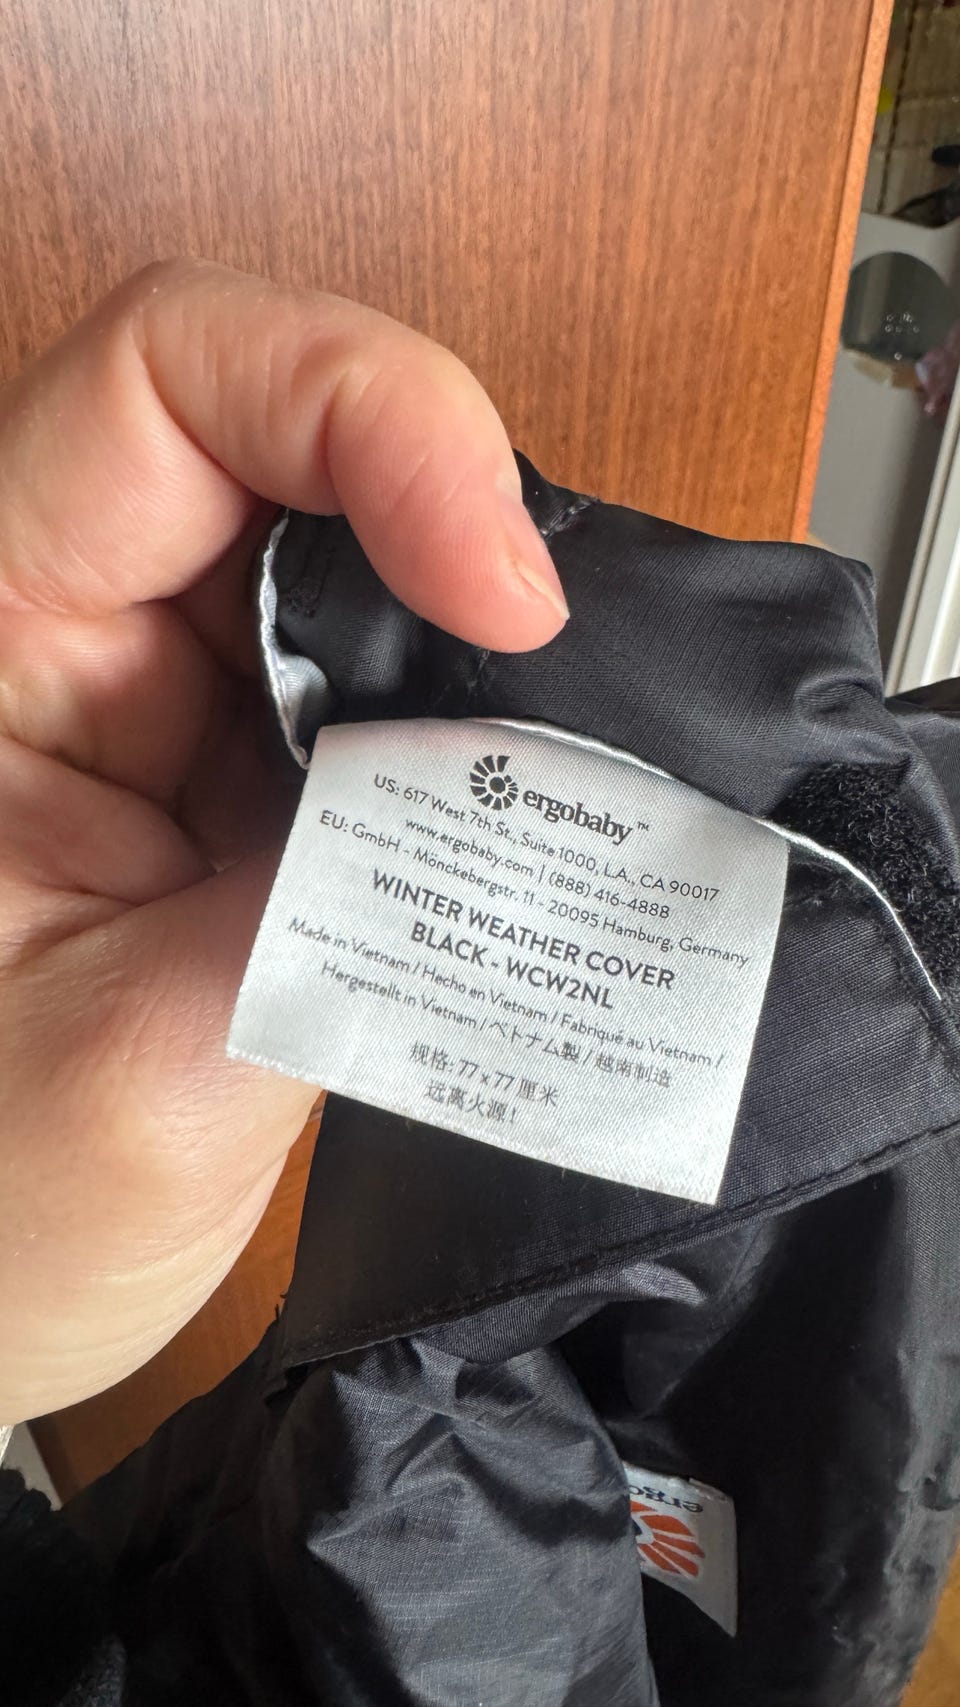 ergobaby™
US: 617 West 7th St., Suite 1000, L.A., CA 90017
www.ergobaby.com | (888) 416-4888
EU: GmbH - Mönckebergstr. 11 - 20095 Hamburg, Germany
WINTER WEATHER COVER
BLACK - WCW2NL
Made in Vietnam / Hecho en Vietnam / Fabriqué au Vietnam /
Hergestellt in Vietnam / ベトナム製 / 越南制造
规格: 77 x 77 厘米
远离火源!
ergo